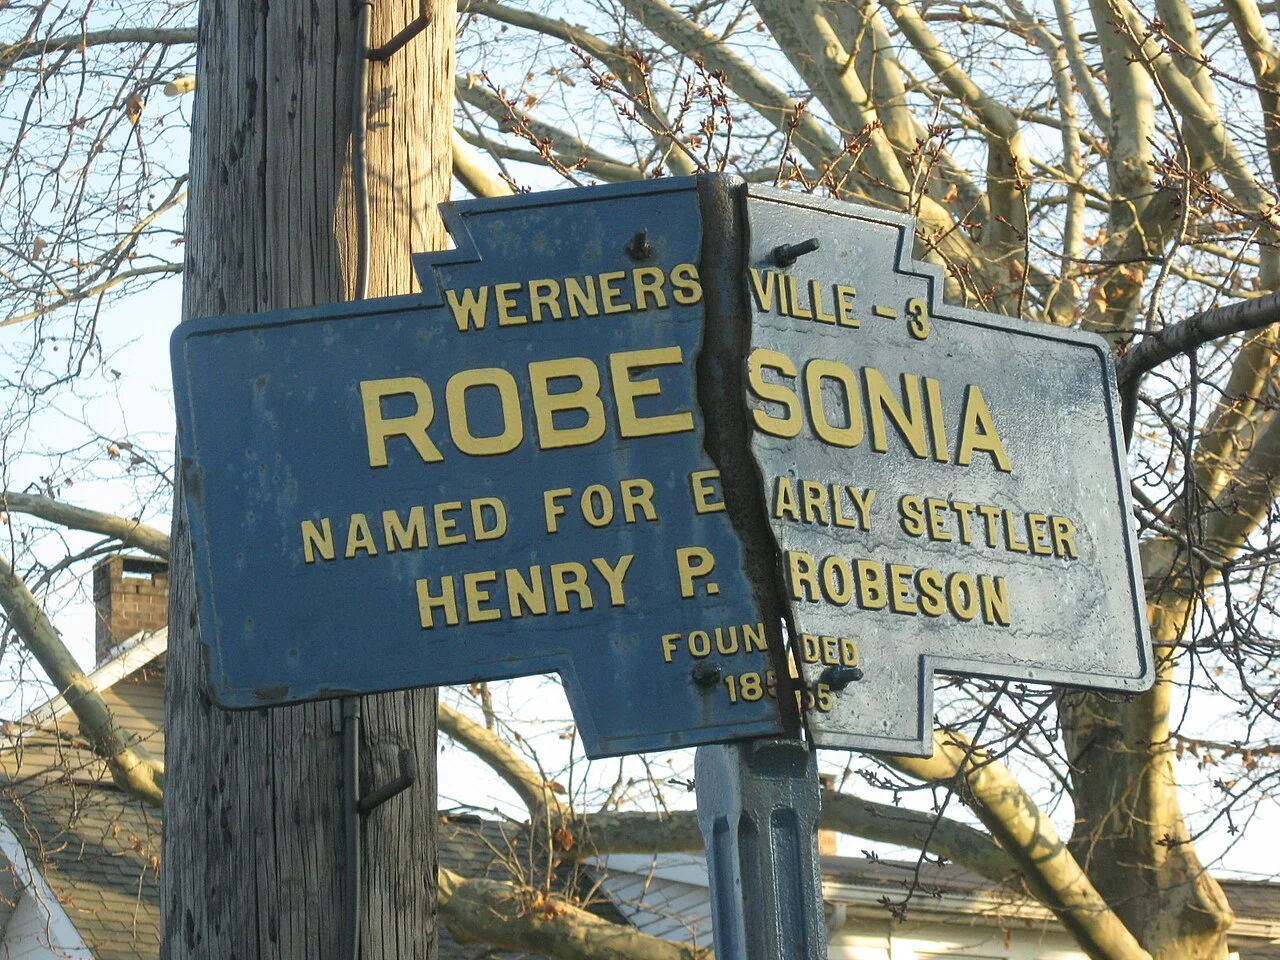 WERNERSVILLE - 3
ROBESONIA
NAMED FOR EARLY SETTLER
HENRY P. ROBESON
FOUNDED
1855